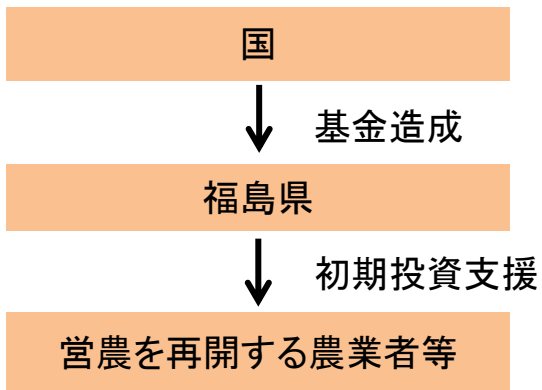 国
基金造成
福島県
初期投資支援
営農を再開する農業者等